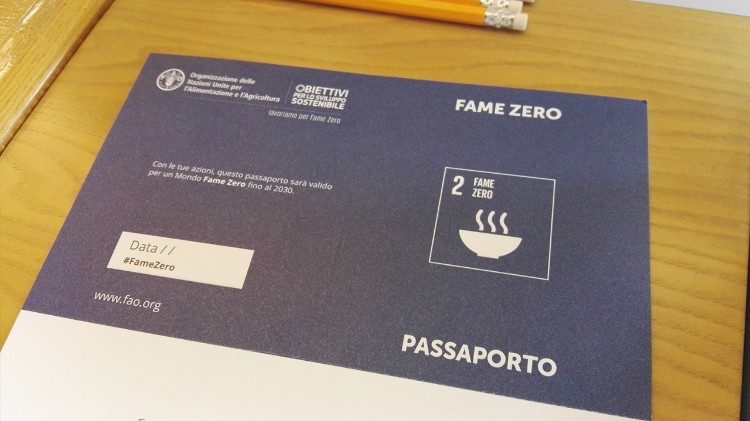 Organizzazione delle
Nazioni Unite per
l'Alimentazione e l'Agricoltura
OBIETTIVI
PER LO SVILUPPO
SOSTENIBILE
lavoriamo per Fame Zero
Con le tue azioni, questo passaporto sarà valido
per un Mondo Fame Zero fino al 2030.
Data / /
#FameZero
www.fao.org
FAME ZERO
2 FAME
ZERO
PASSAPORTO